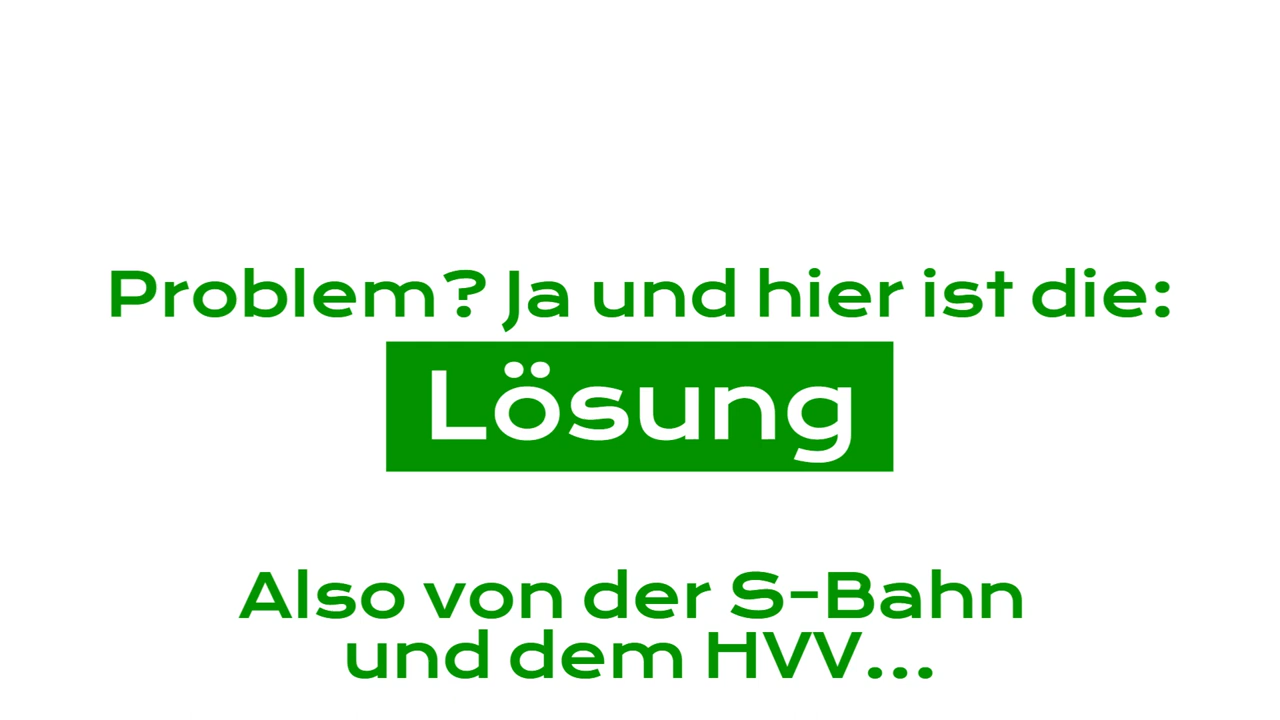 Problem? Ja und hier ist die:
Lösung
Also von der S-Bahn
und dem HVV...